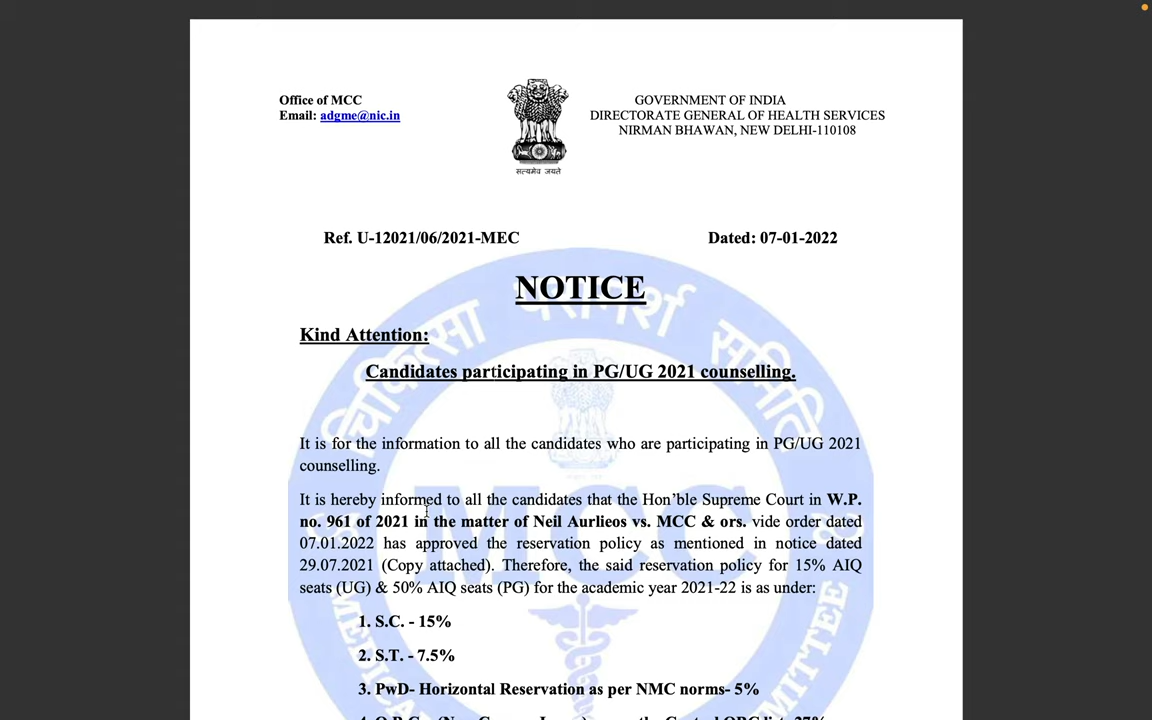 Office of MCC
Email: adgme@nic.in
सत्यमेव जयते
GOVERNMENT OF INDIA
DIRECTORATE GENERAL OF HEALTH SERVICES
NIRMAN BHAWAN, NEW DELHI-110108
Ref. U-12021/06/2021-MEC
Dated: 07-01-2022
NOTICE
Kind Attention:
Candidates participating in PG/UG 2021 counselling.
It is for the information to all the candidates who are participating in PG/UG 2021
counselling.
It is hereby informed to all the candidates that the Hon’ble Supreme Court in W.P.
no. 961 of 2021 in the matter of Neil Aurlieos vs. MCC & ors. vide order dated
07.01.2022 has approved the reservation policy as mentioned in notice dated
29.07.2021 (Copy attached). Therefore, the said reservation policy for 15% AIQ
seats (UG) & 50% AIQ seats (PG) for the academic year 2021-22 is as under:
1. S.C. - 15%
2. S.T. - 7.5%
3. PwD- Horizontal Reservation as per NMC norms- 5%
चिकित्सा परामर्श समिति
MCC